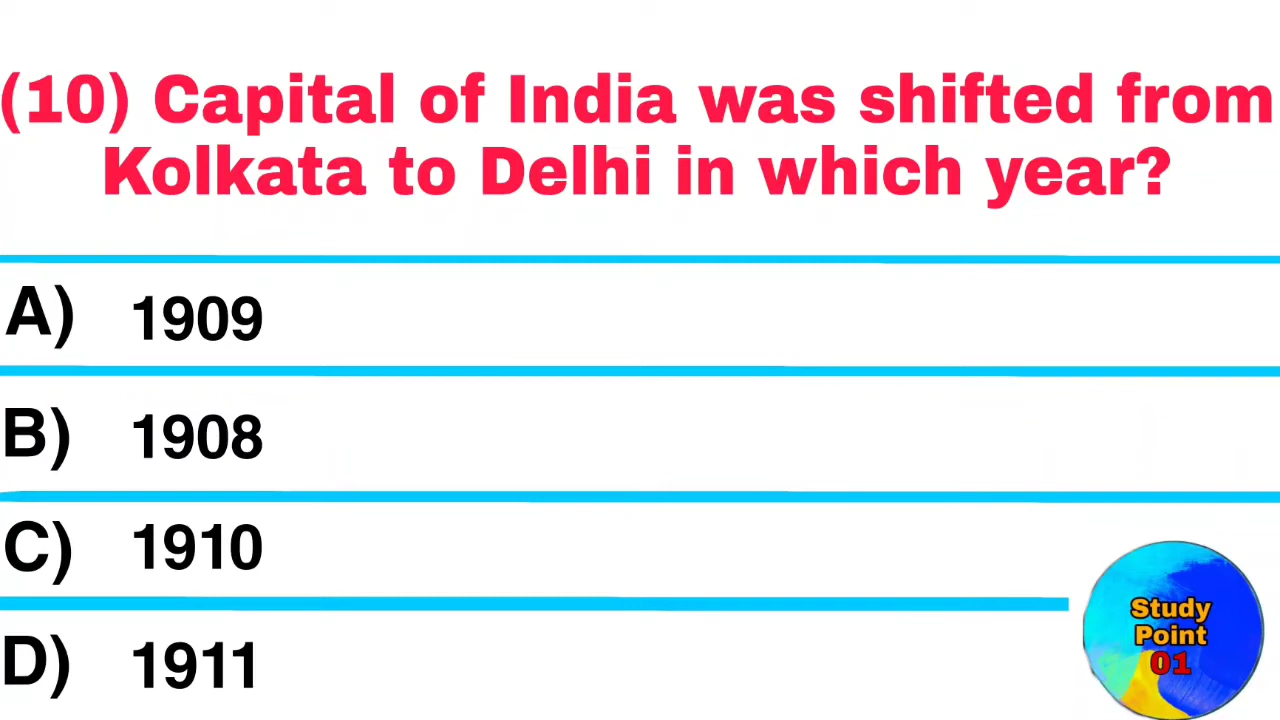 (10) Capital of India was shifted from
Kolkata to Delhi in which year?
A) 1909
B) 1908
C) 1910
D) 1911
Study
Point
01